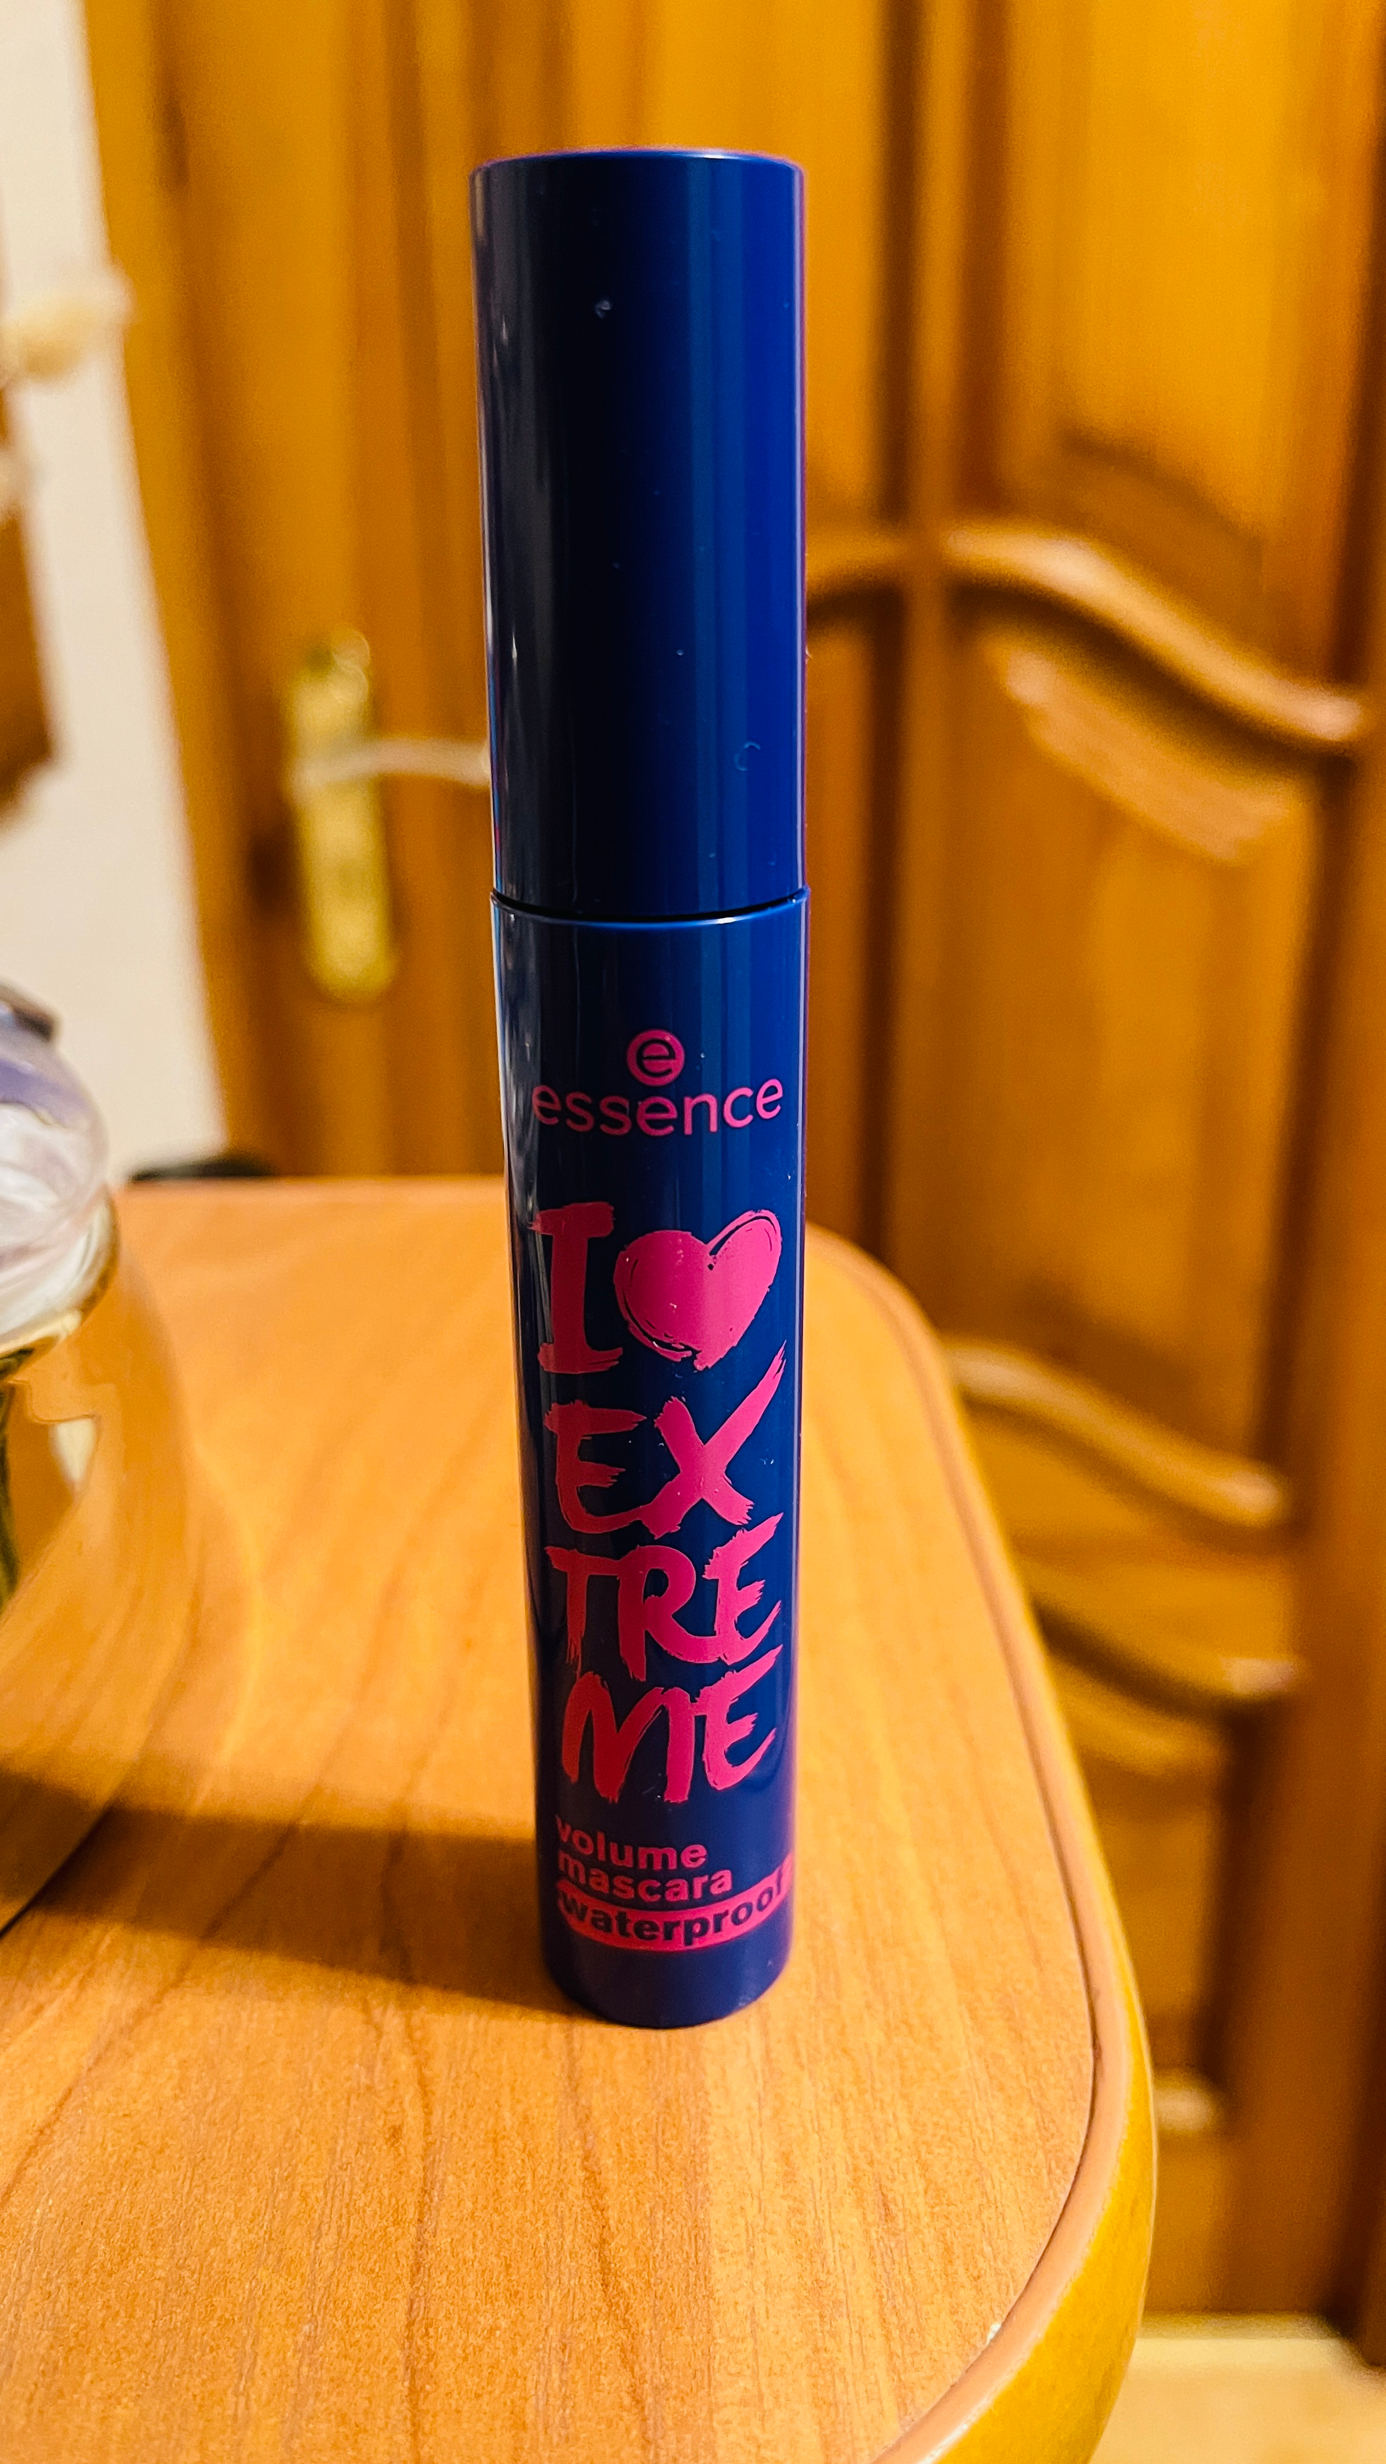 e
essence
I
EX
TRE
ME
volume
mascara
waterproof